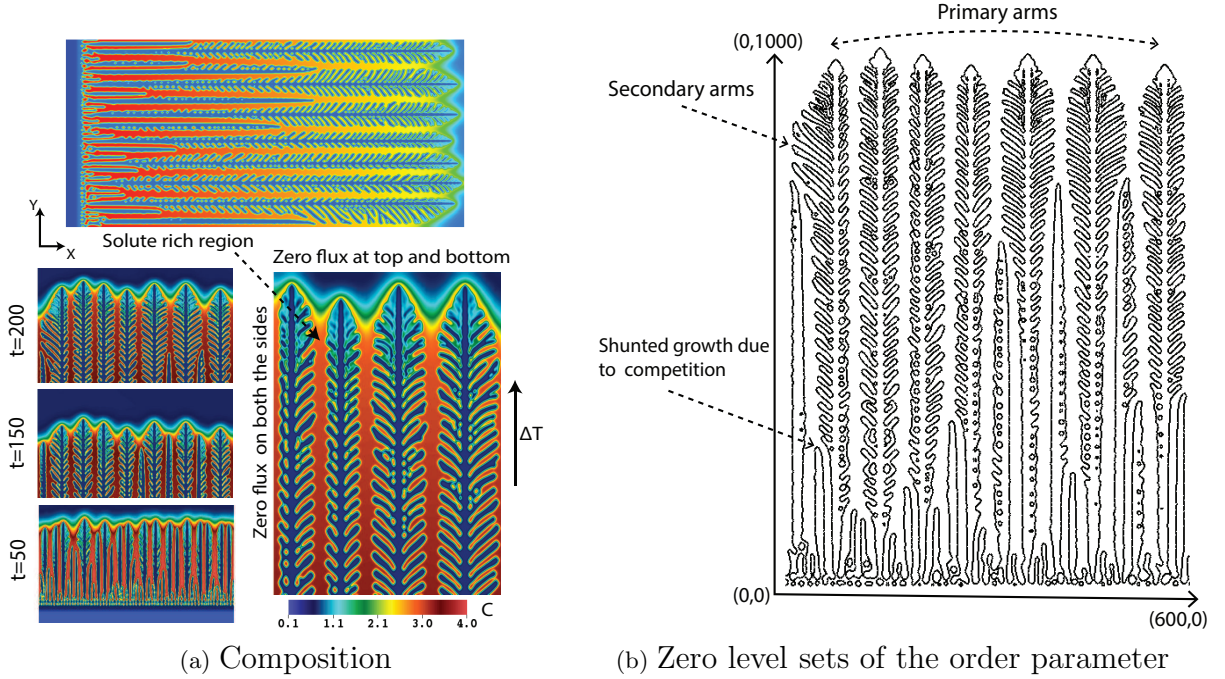 Y
X
Solute rich region
Zero flux at top and bottom
t=200
t=150
t=50
Zero flux on both the sides
ΔT
C
0.1 1.1 2.1 3.0 4.0
(a) Composition
Primary arms
(0,1000)
Secondary arms
Shunted growth due
to competition
(0,0)
(600,0)
(b) Zero level sets of the order parameter